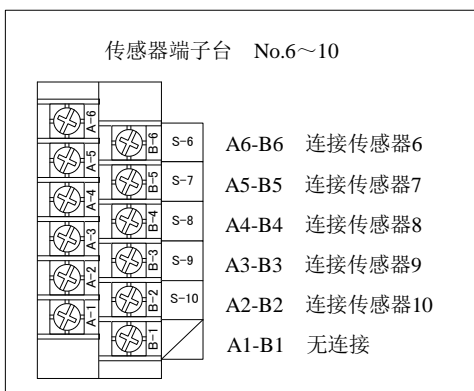 传感器端子台 No.6～10
A-6
B-6 S-6 A6-B6 连接传感器6
A-5
B-5 S-7 A5-B5 连接传感器7
A-4
B-4 S-8 A4-B4 连接传感器8
A-3
B-3 S-9 A3-B3 连接传感器9
A-2
B-2 S-10 A2-B2 连接传感器10
A-1
B-1 A1-B1 无连接